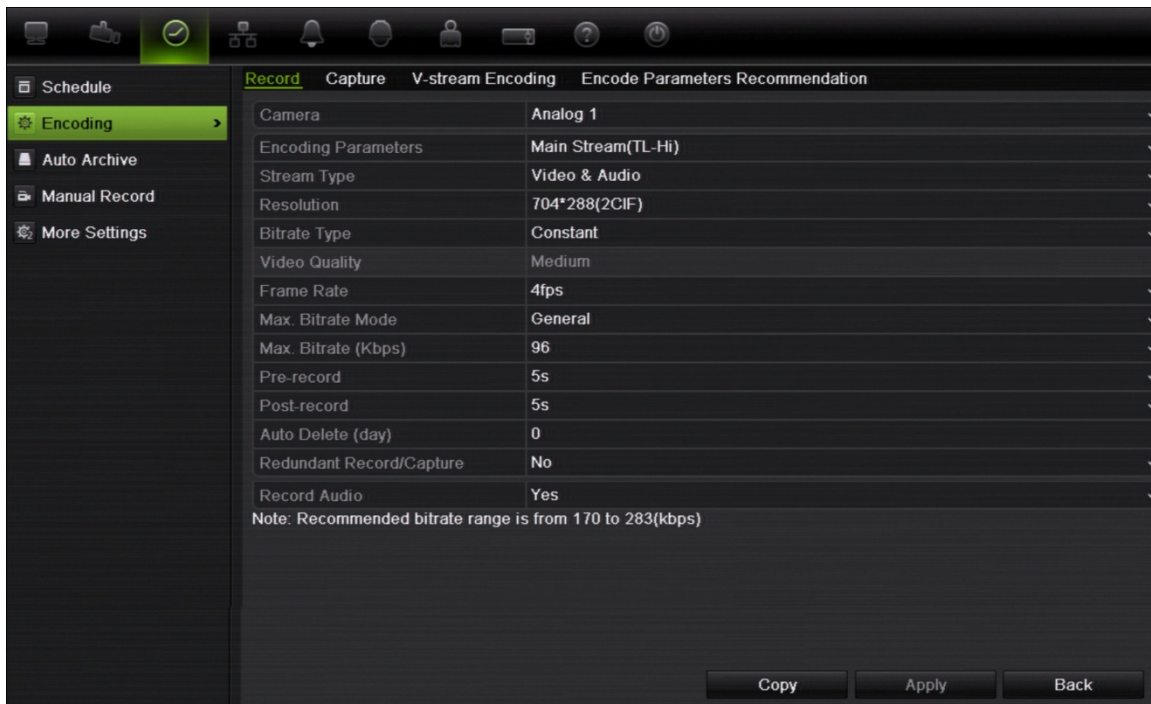 Schedule
Encoding
Auto Archive
Manual Record
More Settings
Record Capture V-stream Encoding Encode Parameters Recommendation
Camera Analog 1
Encoding Parameters Main Stream(TL-Hi)
Stream Type Video & Audio
Resolution 704*288(2CIF)
Bitrate Type Constant
Video Quality Medium
Frame Rate 4fps
Max. Bitrate Mode General
Max. Bitrate (Kbps) 96
Pre-record 5s
Post-record 5s
Auto Delete (day) 0
Redundant Record/Capture No
Record Audio Yes
Note: Recommended bitrate range is from 170 to 283(kbps)
Copy Apply Back